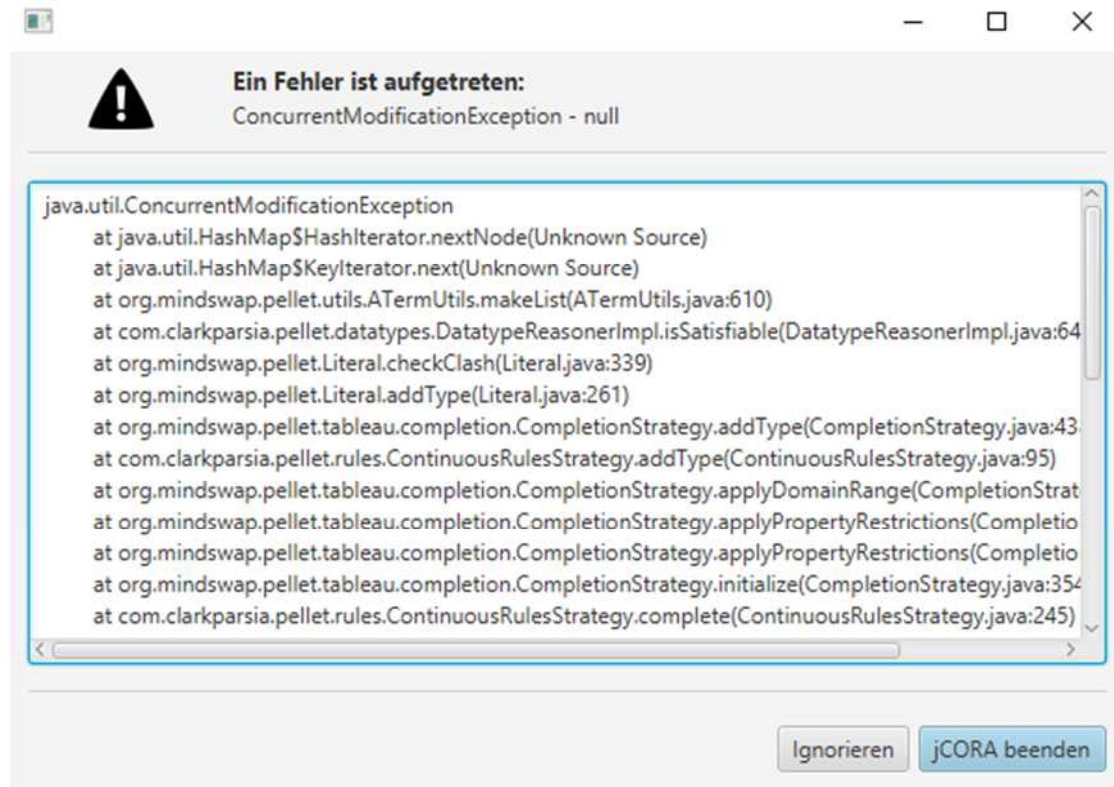 Ein Fehler ist aufgetreten:
ConcurrentModificationException - null
java.util.ConcurrentModificationException
at java.util.HashMap$HashIterator.nextNode(Unknown Source)
at java.util.HashMap$KeyIterator.next(Unknown Source)
at org.mindswap.pellet.utils.ATermUtils.makeList(ATermUtils.java:610)
at com.clarkparsia.pellet.datatypes.DatatypeReasonerImpl.isSatisfiable(DatatypeReasonerImpl.java:64
at org.mindswap.pellet.Literal.checkClash(Literal.java:339)
at org.mindswap.pellet.Literal.addType(Literal.java:261)
at org.mindswap.pellet.tableau.completion.CompletionStrategy.addType(CompletionStrategy.java:43
at com.clarkparsia.pellet.rules.ContinuousRulesStrategy.addType(ContinuousRulesStrategy.java:95)
at org.mindswap.pellet.tableau.completion.CompletionStrategy.applyDomainRange(CompletionStrat
at org.mindswap.pellet.tableau.completion.CompletionStrategy.applyPropertyRestrictions(Completio
at org.mindswap.pellet.tableau.completion.CompletionStrategy.applyPropertyRestrictions(Completio
at org.mindswap.pellet.tableau.completion.CompletionStrategy.initialize(CompletionStrategy.java:354
at com.clarkparsia.pellet.rules.ContinuousRulesStrategy.complete(ContinuousRulesStrategy.java:245)
Ignorieren jCORA beenden